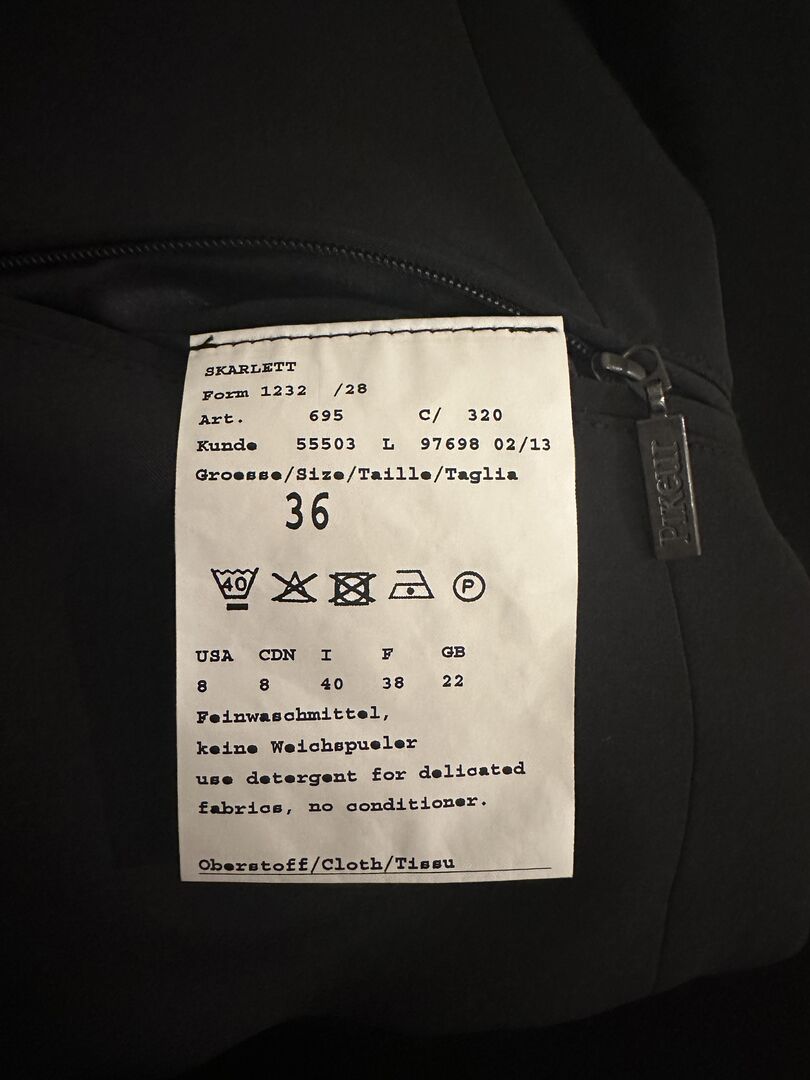 SKARLETT
Form 1232 /28
Art. 695 C/ 320
Kunde 55503 L 97698 02/13
Groesse/Size/Taille/Taglia
36
40 P
USA CDN I F GB
8 8 40 38 22
Feinwaschmittel,
keine Weichspueler
use detergent for delicated
fabrics, no conditioner.
Oberstoff/Cloth/Tissu
Pikeur